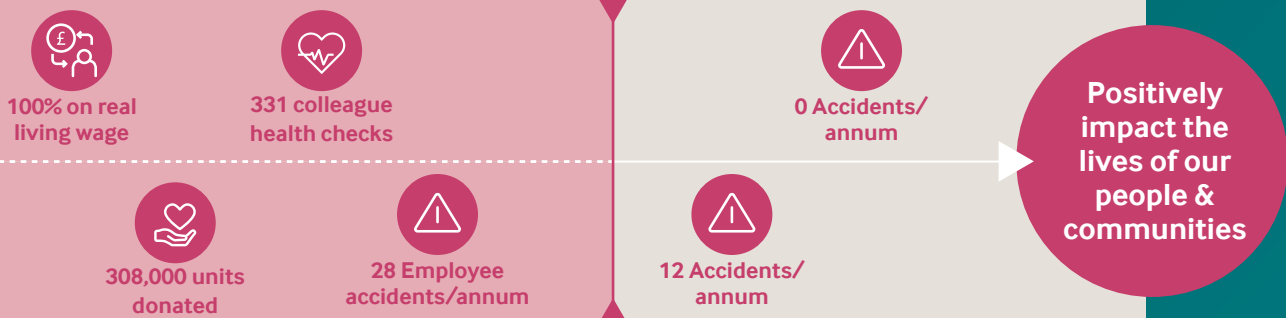 100% on real
living wage
331 colleague
health checks
308,000 units
donated
28 Employee
accidents/annum
12 Accidents/
annum
0 Accidents/
annum
Positively
impact the
lives of our
people &
communities
£